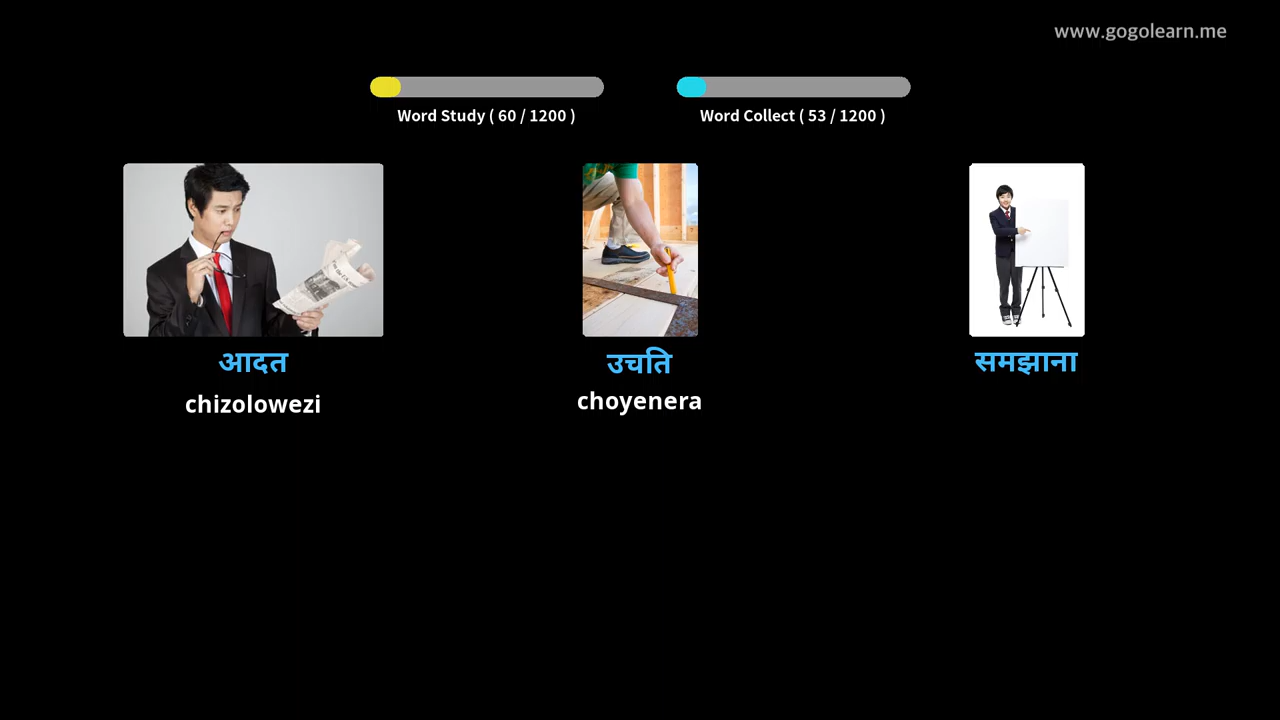 www.gogolearn.me
Word Study ( 60 / 1200 )
Word Collect ( 53 / 1200 )
आदत
उचति
समझाना
chizolowezi
choyenera